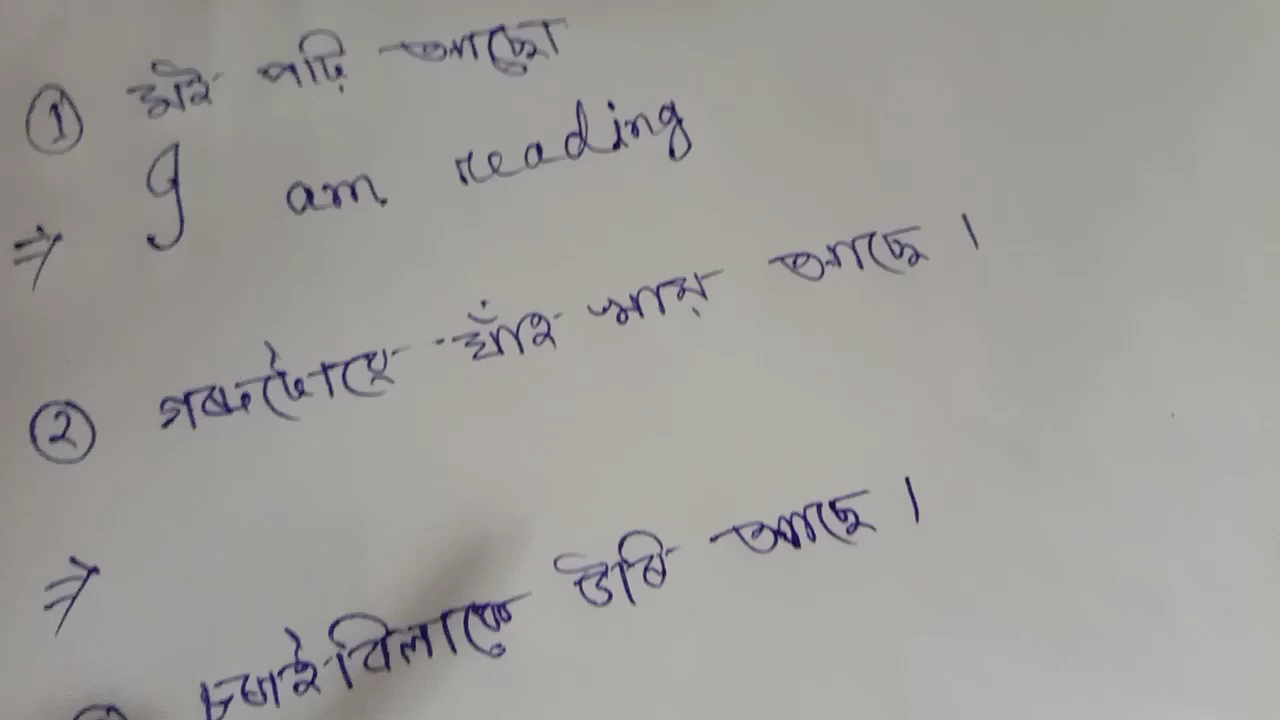 ① মই পঢ়ি আছো
⇒ I am reading
② গৰুটোৱে ঘাঁহ খায় আছে ।
⇒
চৰাইবিলাকে উৰি আছে ।